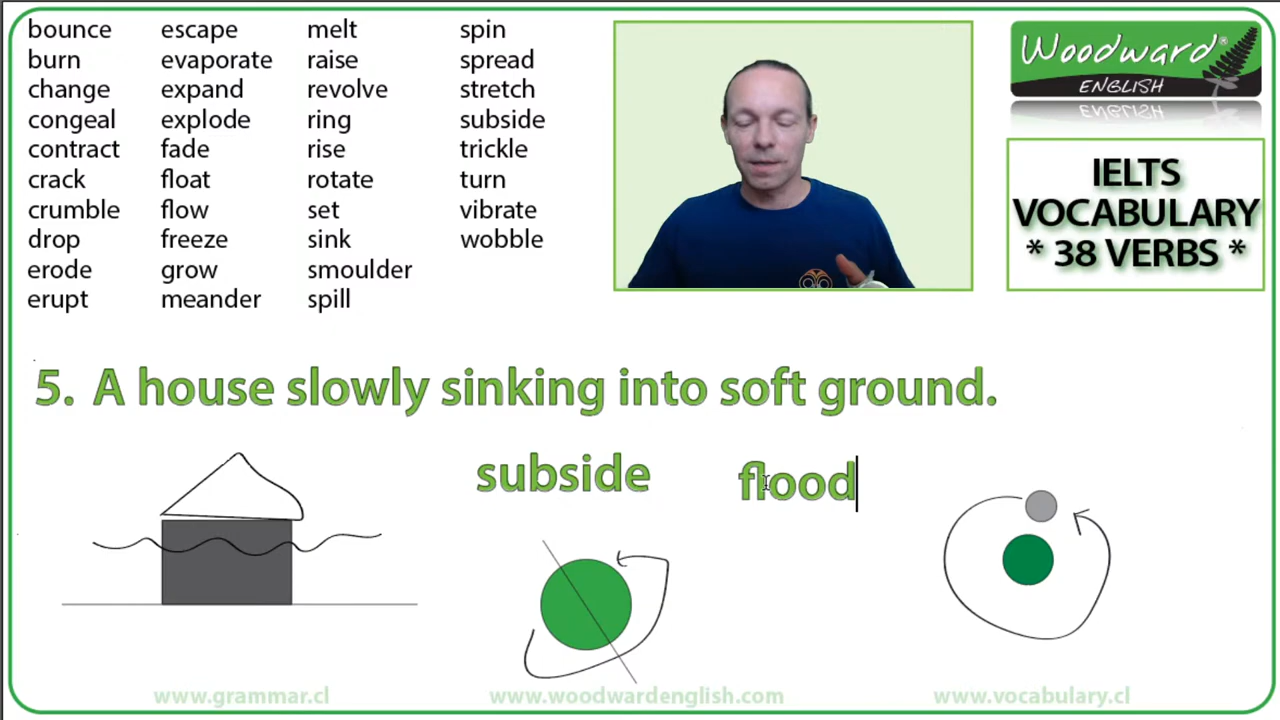 bounce
burn
change
congeal
contract
crack
crumble
drop
erode
erupt
escape
evaporate
expand
explode
fade
float
flow
freeze
grow
meander
melt
raise
revolve
ring
rise
rotate
set
sink
smoulder
spill
spin
spread
stretch
subside
trickle
turn
vibrate
wobble
Woodward®
ENGLISH
IELTS
VOCABULARY
* 38 VERBS *
5. A house slowly sinking into soft ground.
subside flood
www.grammar.cl www.woodwardenglish.com www.vocabulary.cl